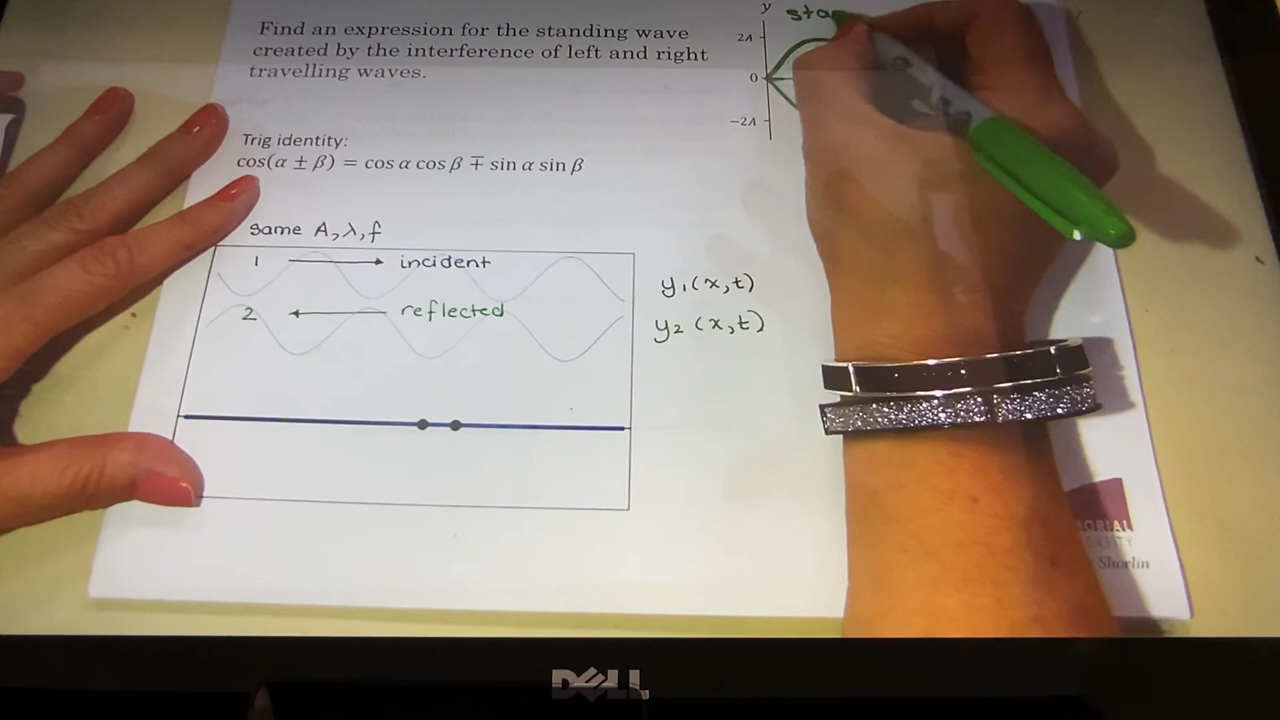 Find an expression for the standing wave
created by the interference of left and right
travelling waves.
y
2A
0
−2A
Trig identity:
cos(α ± β) = cos α cos β ∓ sin α sin β
same A, λ, f
1 incident
2 reflected
y₁(x,t)
y₂(x,t)
DELL